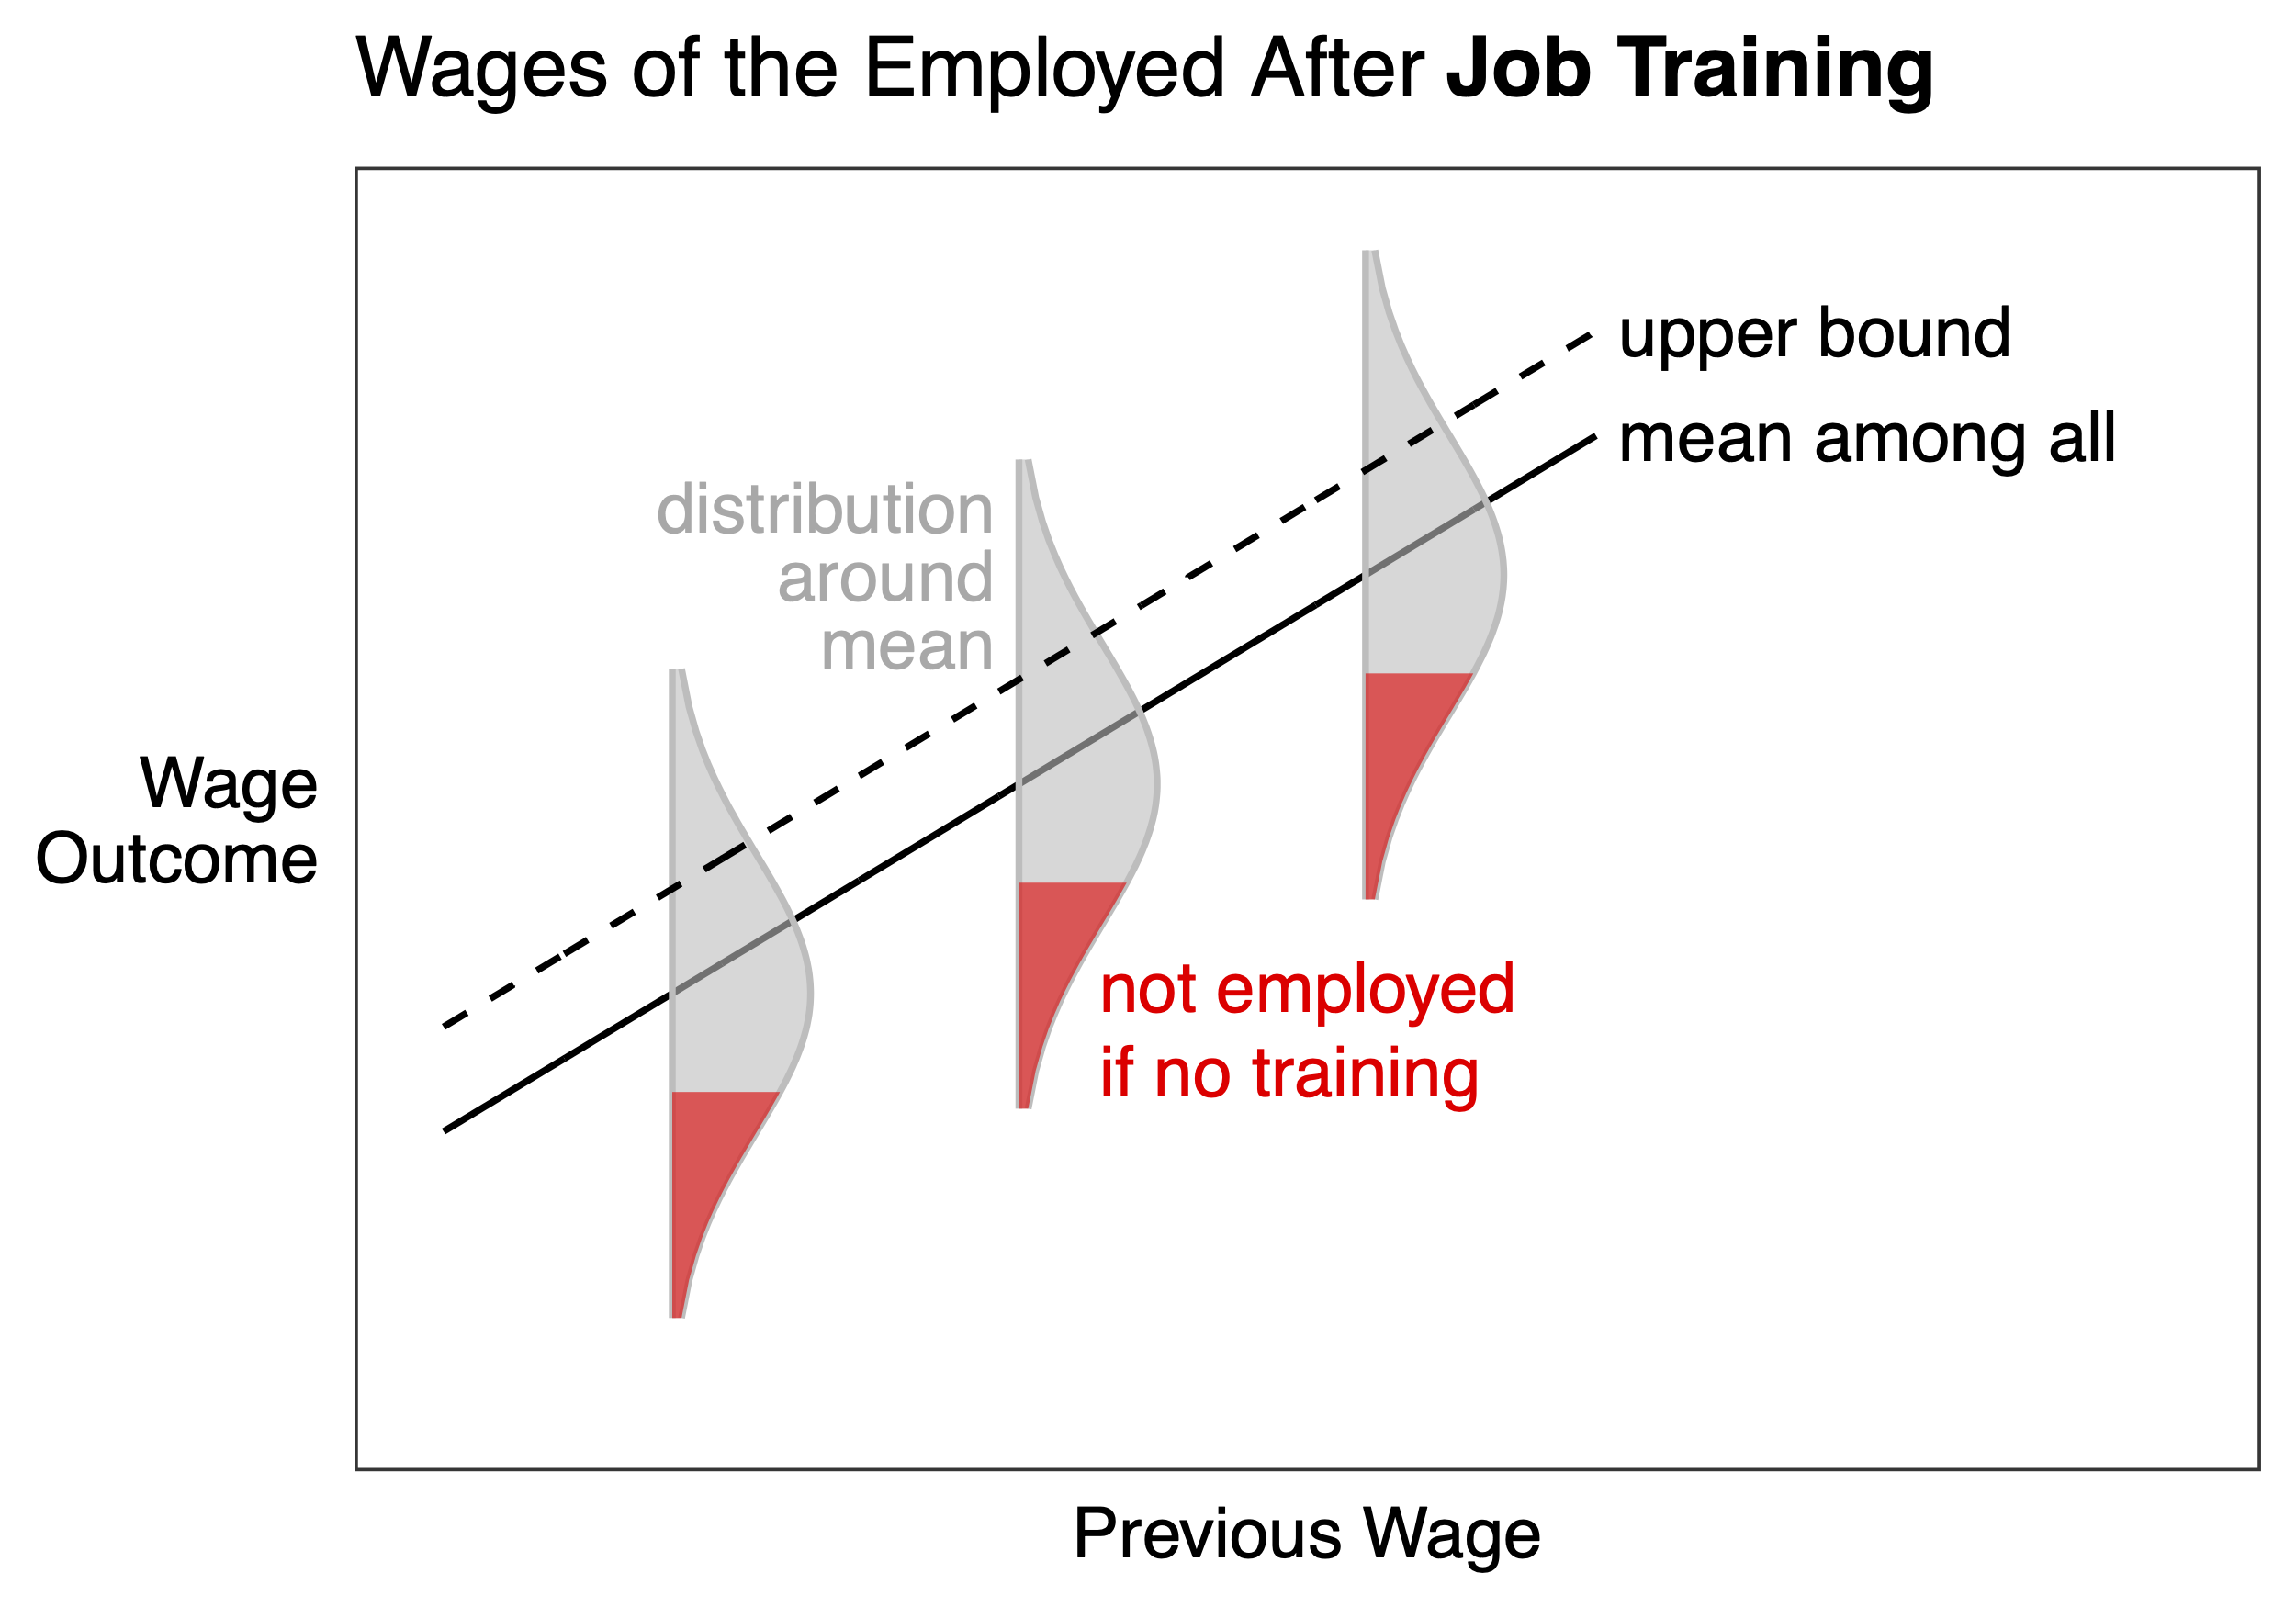 Wages of the Employed After Job Training
upper bound
mean among all
distribution
around
mean
Wage
Outcome
not employed
if no training
Previous Wage